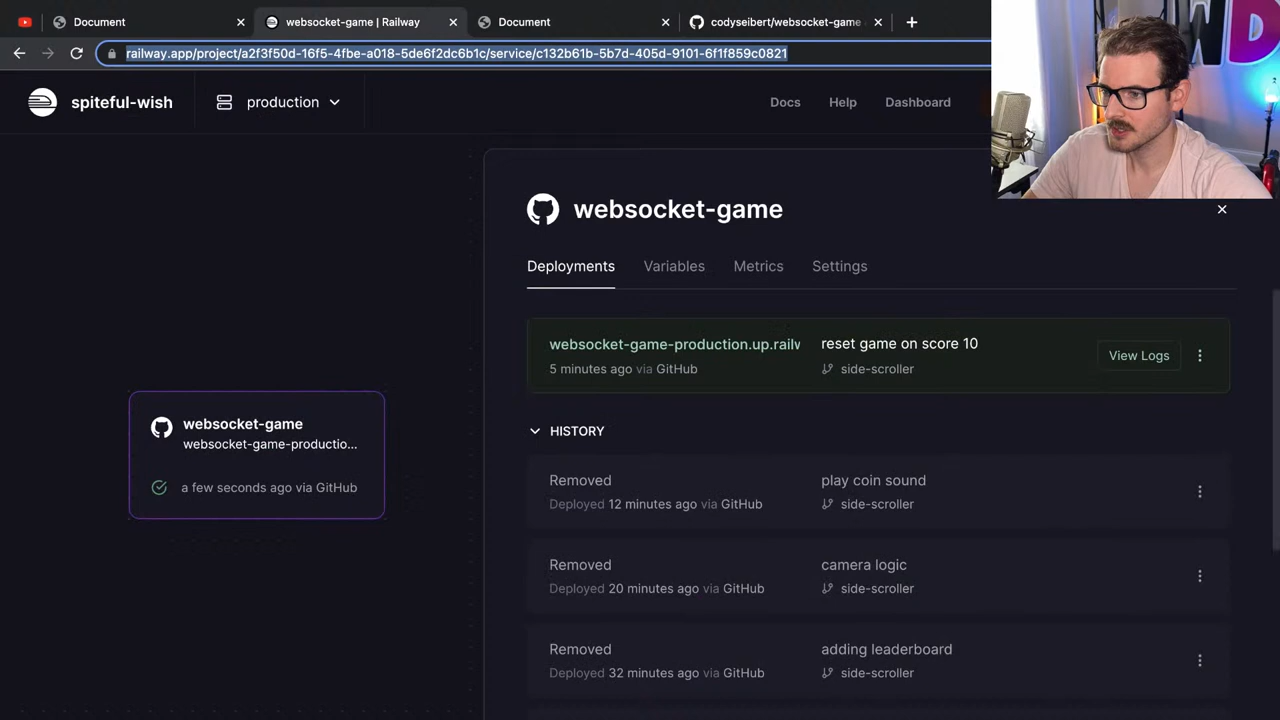 Document
websocket-game | Railway
Document
codyseibert/websocket-game
railway.app/project/a2f3f50d-16f5-4fbe-a018-5de6f2dc6b1c/service/c132b61b-5b7d-405d-9101-6f1f859c0821
spiteful-wish
production
Docs
Help
Dashboard
websocket-game
Deployments
Variables
Metrics
Settings
websocket-game-production.up.railw
reset game on score 10
5 minutes ago via GitHub
side-scroller
View Logs
websocket-game
websocket-game-productio...
a few seconds ago via GitHub
HISTORY
Removed
play coin sound
Deployed 12 minutes ago via GitHub
side-scroller
Removed
camera logic
Deployed 20 minutes ago via GitHub
side-scroller
Removed
adding leaderboard
Deployed 32 minutes ago via GitHub
side-scroller